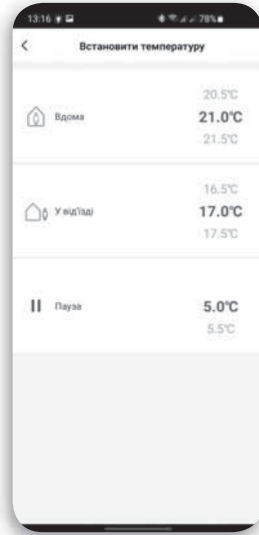 13:16 78%
Встановити температуру
20.5°C
Вдома 21.0°C
21.5°C
16.5°C
У від'їзді 17.0°C
17.5°C
Пауза 5.0°C
5.5°C